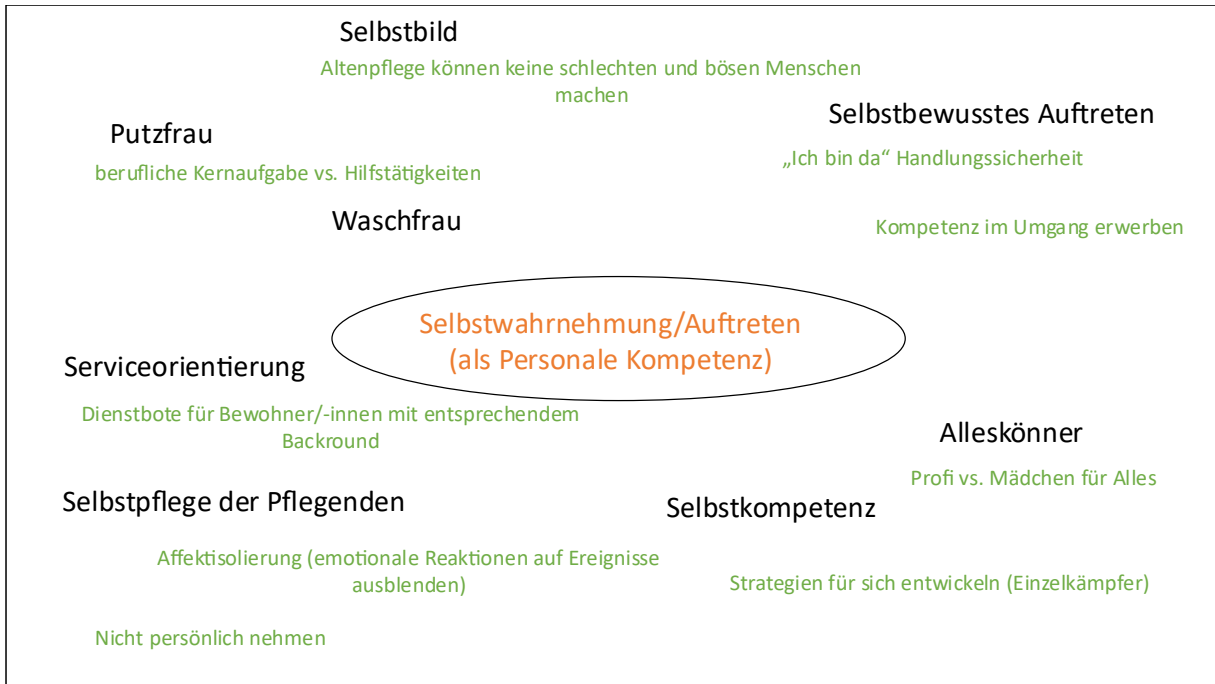 Selbstbild
Altenpflege können keine schlechten und bösen Menschen
machen
Selbstbewusstes Auftreten
„Ich bin da“ Handlungssicherheit
Kompetenz im Umgang erwerben
Putzfrau
berufliche Kernaufgabe vs. Hilfstätigkeiten
Waschfrau
Selbstwahrnehmung/Auftreten
(als Personale Kompetenz)
Serviceorientierung
Dienstbote für Bewohner/-innen mit entsprechendem
Backround
Alleskönner
Profi vs. Mädchen für Alles
Selbstpflege der Pflegenden
Affektisolierung (emotionale Reaktionen auf Ereignisse
ausblenden)
Nicht persönlich nehmen
Selbstkompetenz
Strategien für sich entwickeln (Einzelkämpfer)